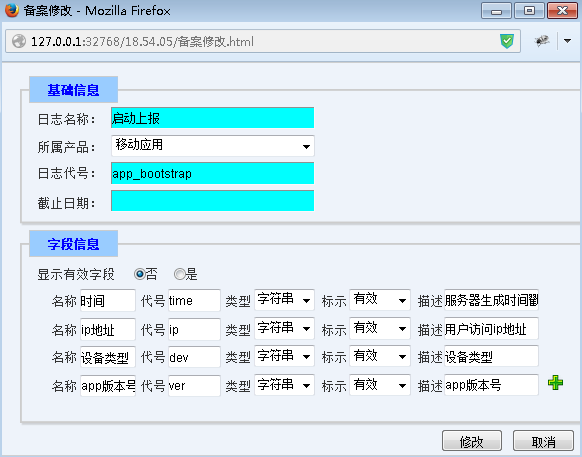 备案修改 - Mozilla Firefox
127.0.0.1:32768/18.54.05/备案修改.html
基础信息
日志名称： 启动上报
所属产品： 移动应用
日志代号： app_bootstrap
截止日期：
字段信息
显示有效字段 否 是
名称 时间 代号 time 类型 字符串 标示 有效 描述 服务器生成时间戳
名称 ip地址 代号 ip 类型 字符串 标示 有效 描述 用户访问ip地址
名称 设备类型 代号 dev 类型 字符串 标示 有效 描述 设备类型
名称 app版本号 代号 ver 类型 字符串 标示 有效 描述 app版本号
修改 取消